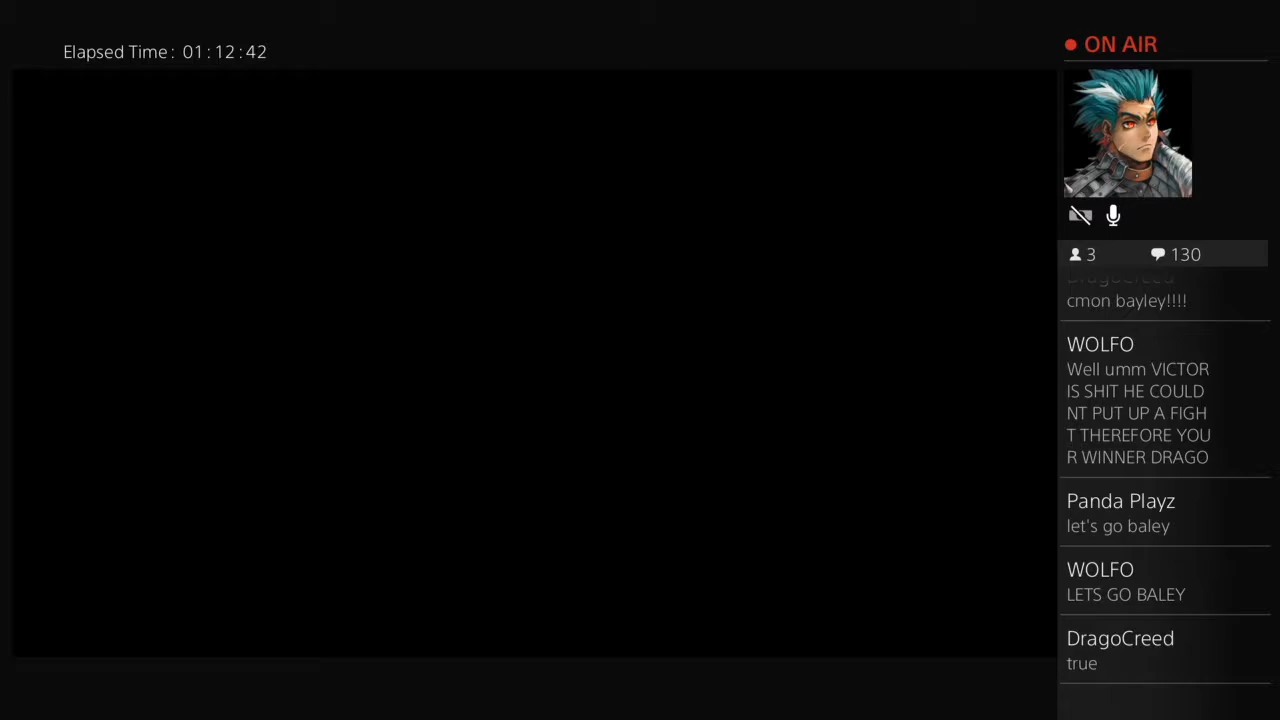 Elapsed Time: 01:12:42
ON AIR
3 130
DragoCreed
cmon bayley!!!!
WOLFO
Well umm VICTOR
IS SHIT HE COULD
NT PUT UP A FIGH
T THEREFORE YOU
R WINNER DRAGO
Panda Playz
let's go baley
WOLFO
LETS GO BALEY
DragoCreed
true